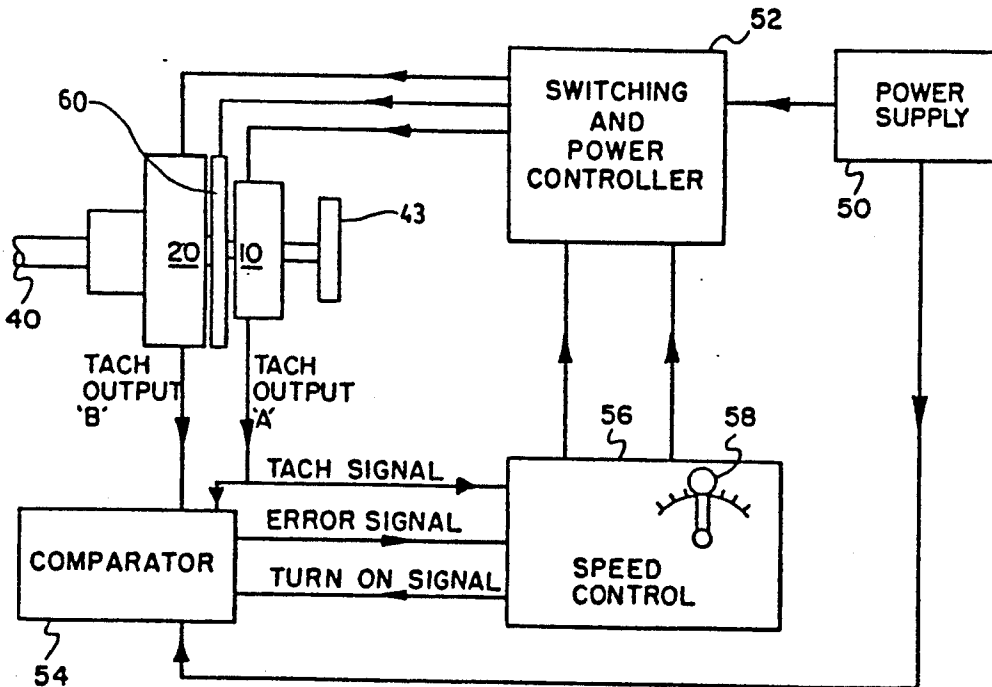 52
SWITCHING
AND
POWER
CONTROLLER
POWER
SUPPLY
50
60
43
20
10
40
TACH
OUTPUT
'B'
TACH
OUTPUT
'A'
56
58
TACH SIGNAL
ERROR SIGNAL
TURN ON SIGNAL
COMPARATOR
SPEED
CONTROL
54